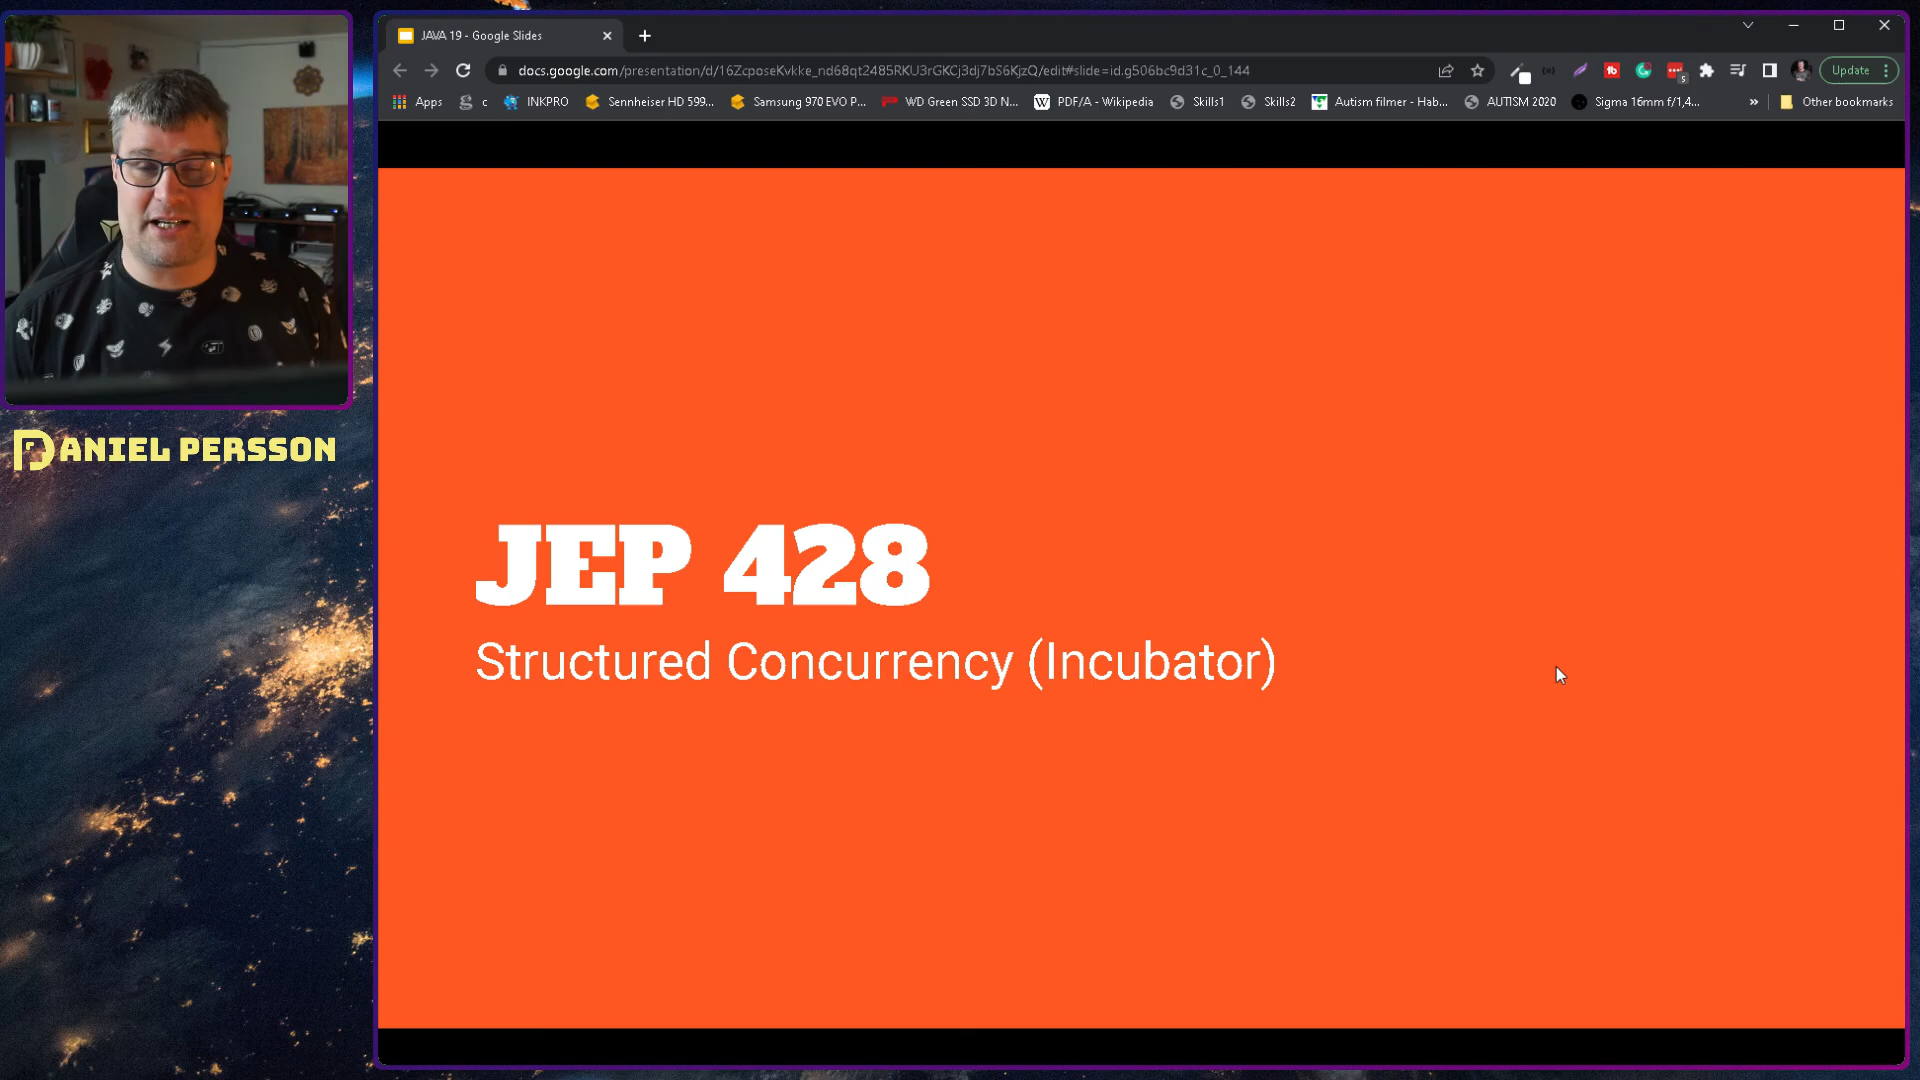 JAVA 19 - Google Slides
docs.google.com/presentation/d/16ZcposeKvkke_nd68qt2485RKU3rGKCj3dj7bS6KjzQ/edit#slide=id.g506bc9d31c_0_144
Update
Apps
c
INKPRO
Sennheiser HD 599...
Samsung 970 EVO P...
WD Green SSD 3D N...
PDF/A - Wikipedia
Skills1
Skills2
Autism filmer - Hab...
AUTISM 2020
Sigma 16mm f/1,4...
»
Other bookmarks
DANIEL PERSSON
JEP 428
Structured Concurrency (Incubator)